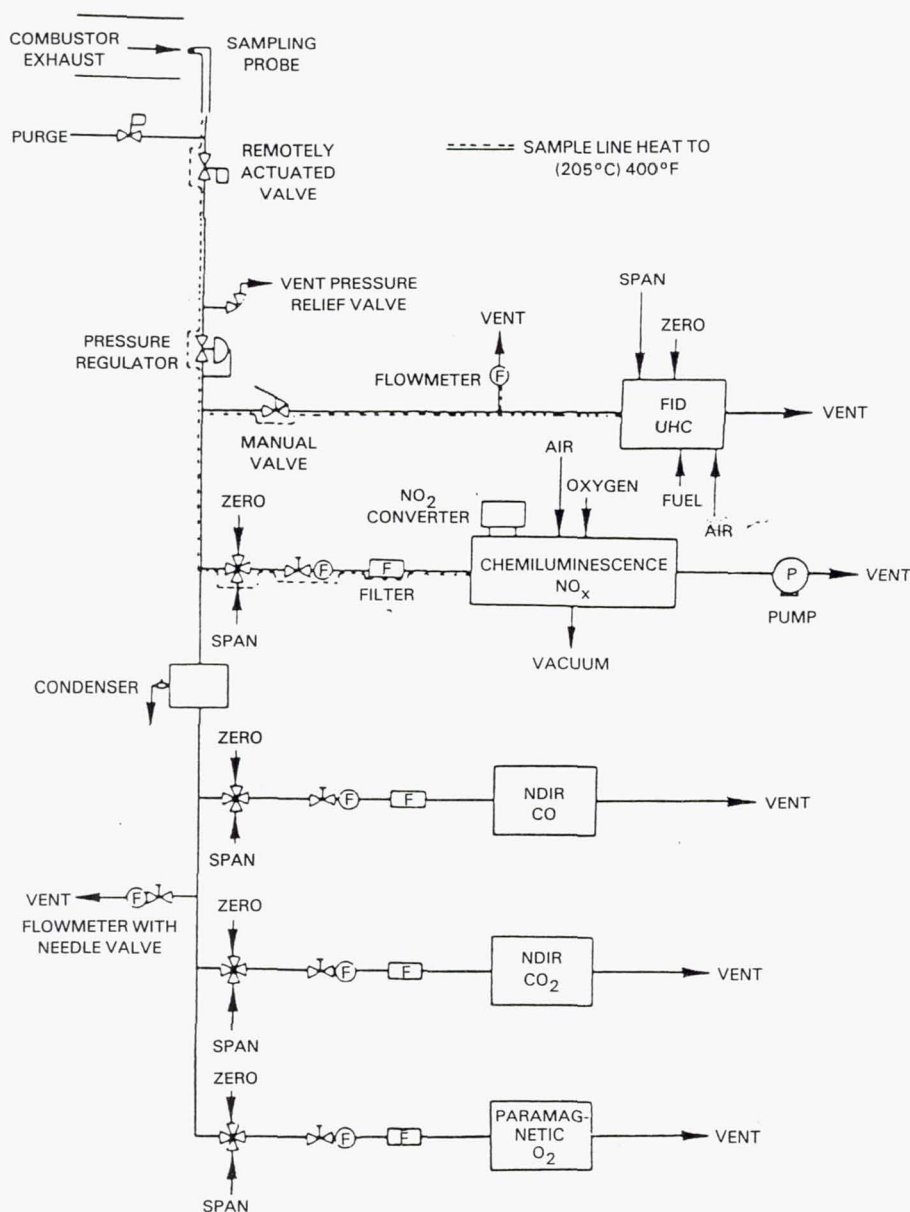 COMBUSTOR
EXHAUST
SAMPLING
PROBE
PURGE
REMOTELY
ACTUATED
VALVE
SAMPLE LINE HEAT TO
(205°C) 400°F
VENT PRESSURE
RELIEF VALVE
PRESSURE
REGULATOR
SPAN
ZERO
VENT
FLOWMETER
F
FID
UHC
VENT
MANUAL
VALVE
FUEL
AIR
AIR
OXYGEN
NO2
CONVERTER
ZERO
F
F
FILTER
CHEMILUMINESCENCE
NOx
P
VENT
PUMP
SPAN
VACUUM
CONDENSER
ZERO
F
F
NDIR
CO
VENT
SPAN
VENT
F
FLOWMETER WITH
NEEDLE VALVE
ZERO
F
F
NDIR
CO2
VENT
SPAN
ZERO
F
F
PARAMAG-
NETIC
O2
VENT
SPAN